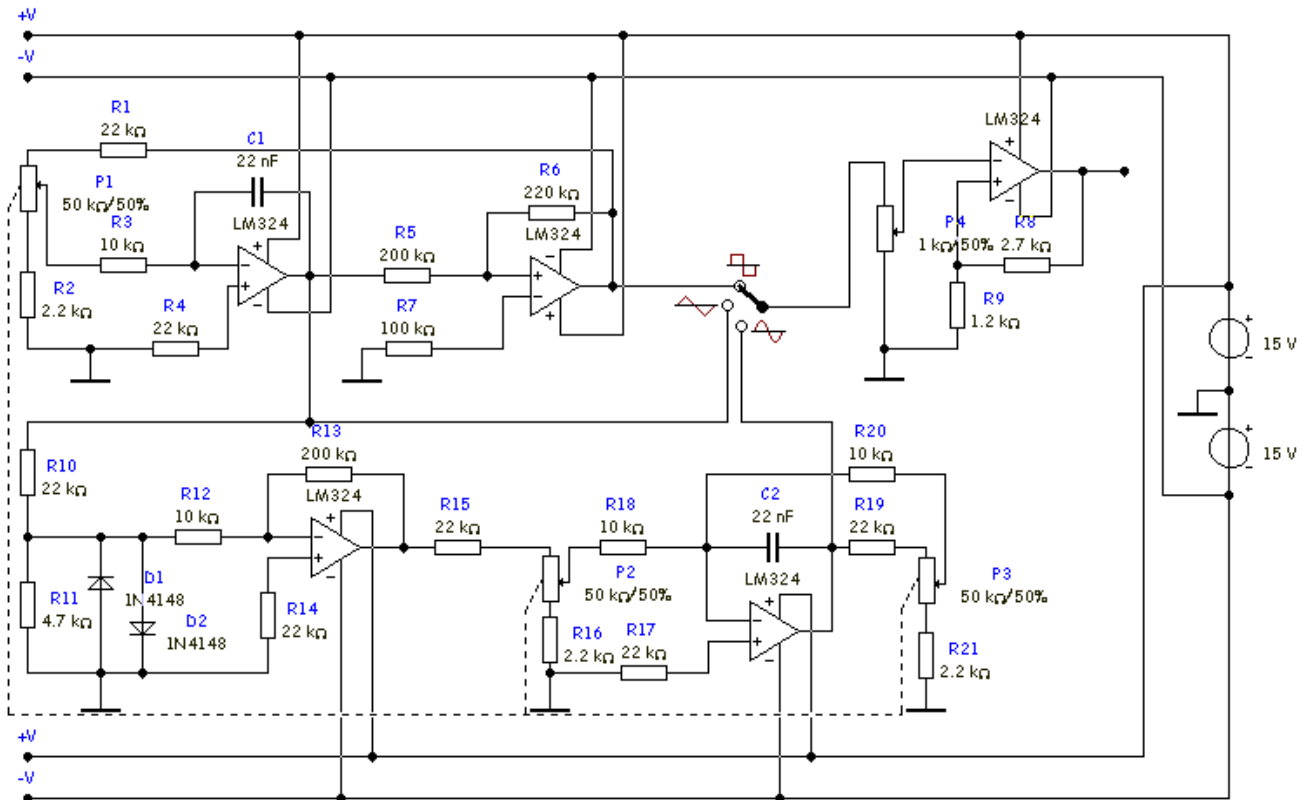 +V
-V
R1
22 kΩ
C1
22 nF
P1
50 kΩ/50%
R3
10 kΩ
LM324
R2
2.2 kΩ
R4
22 kΩ
R5
200 kΩ
R6
220 kΩ
LM324
R7
100 kΩ
LM324
P4
1 kΩ/50%
R8
2.7 kΩ
R9
1.2 kΩ
15 V
15 V
R10
22 kΩ
R13
200 kΩ
LM324
R12
10 kΩ
R15
22 kΩ
R18
10 kΩ
C2
22 nF
LM324
R20
10 kΩ
R19
22 kΩ
R11
4.7 kΩ
D1
1N4148
D2
1N4148
R14
22 kΩ
P2
50 kΩ/50%
R16
2.2 kΩ
R17
22 kΩ
P3
50 kΩ/50%
R21
2.2 kΩ
+V
-V